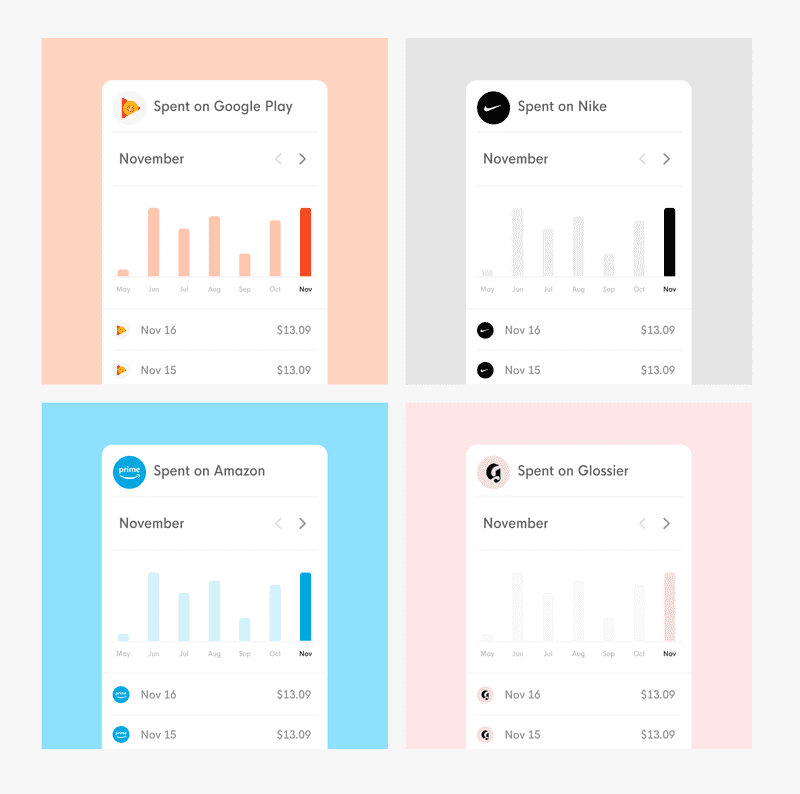 Spent on Google Play
November
May Jun Jul Aug Sep Oct Nov
Nov 16 $13.09
Nov 15 $13.09
Spent on Nike
November
May Jun Jul Aug Sep Oct Nov
Nov 16 $13.09
Nov 15 $13.09
prime Spent on Amazon
November
May Jun Jul Aug Sep Oct Nov
prime Nov 16 $13.09
prime Nov 15 $13.09
Spent on Glossier
November
May Jun Jul Aug Sep Oct Nov
Nov 16 $13.09
Nov 15 $13.09